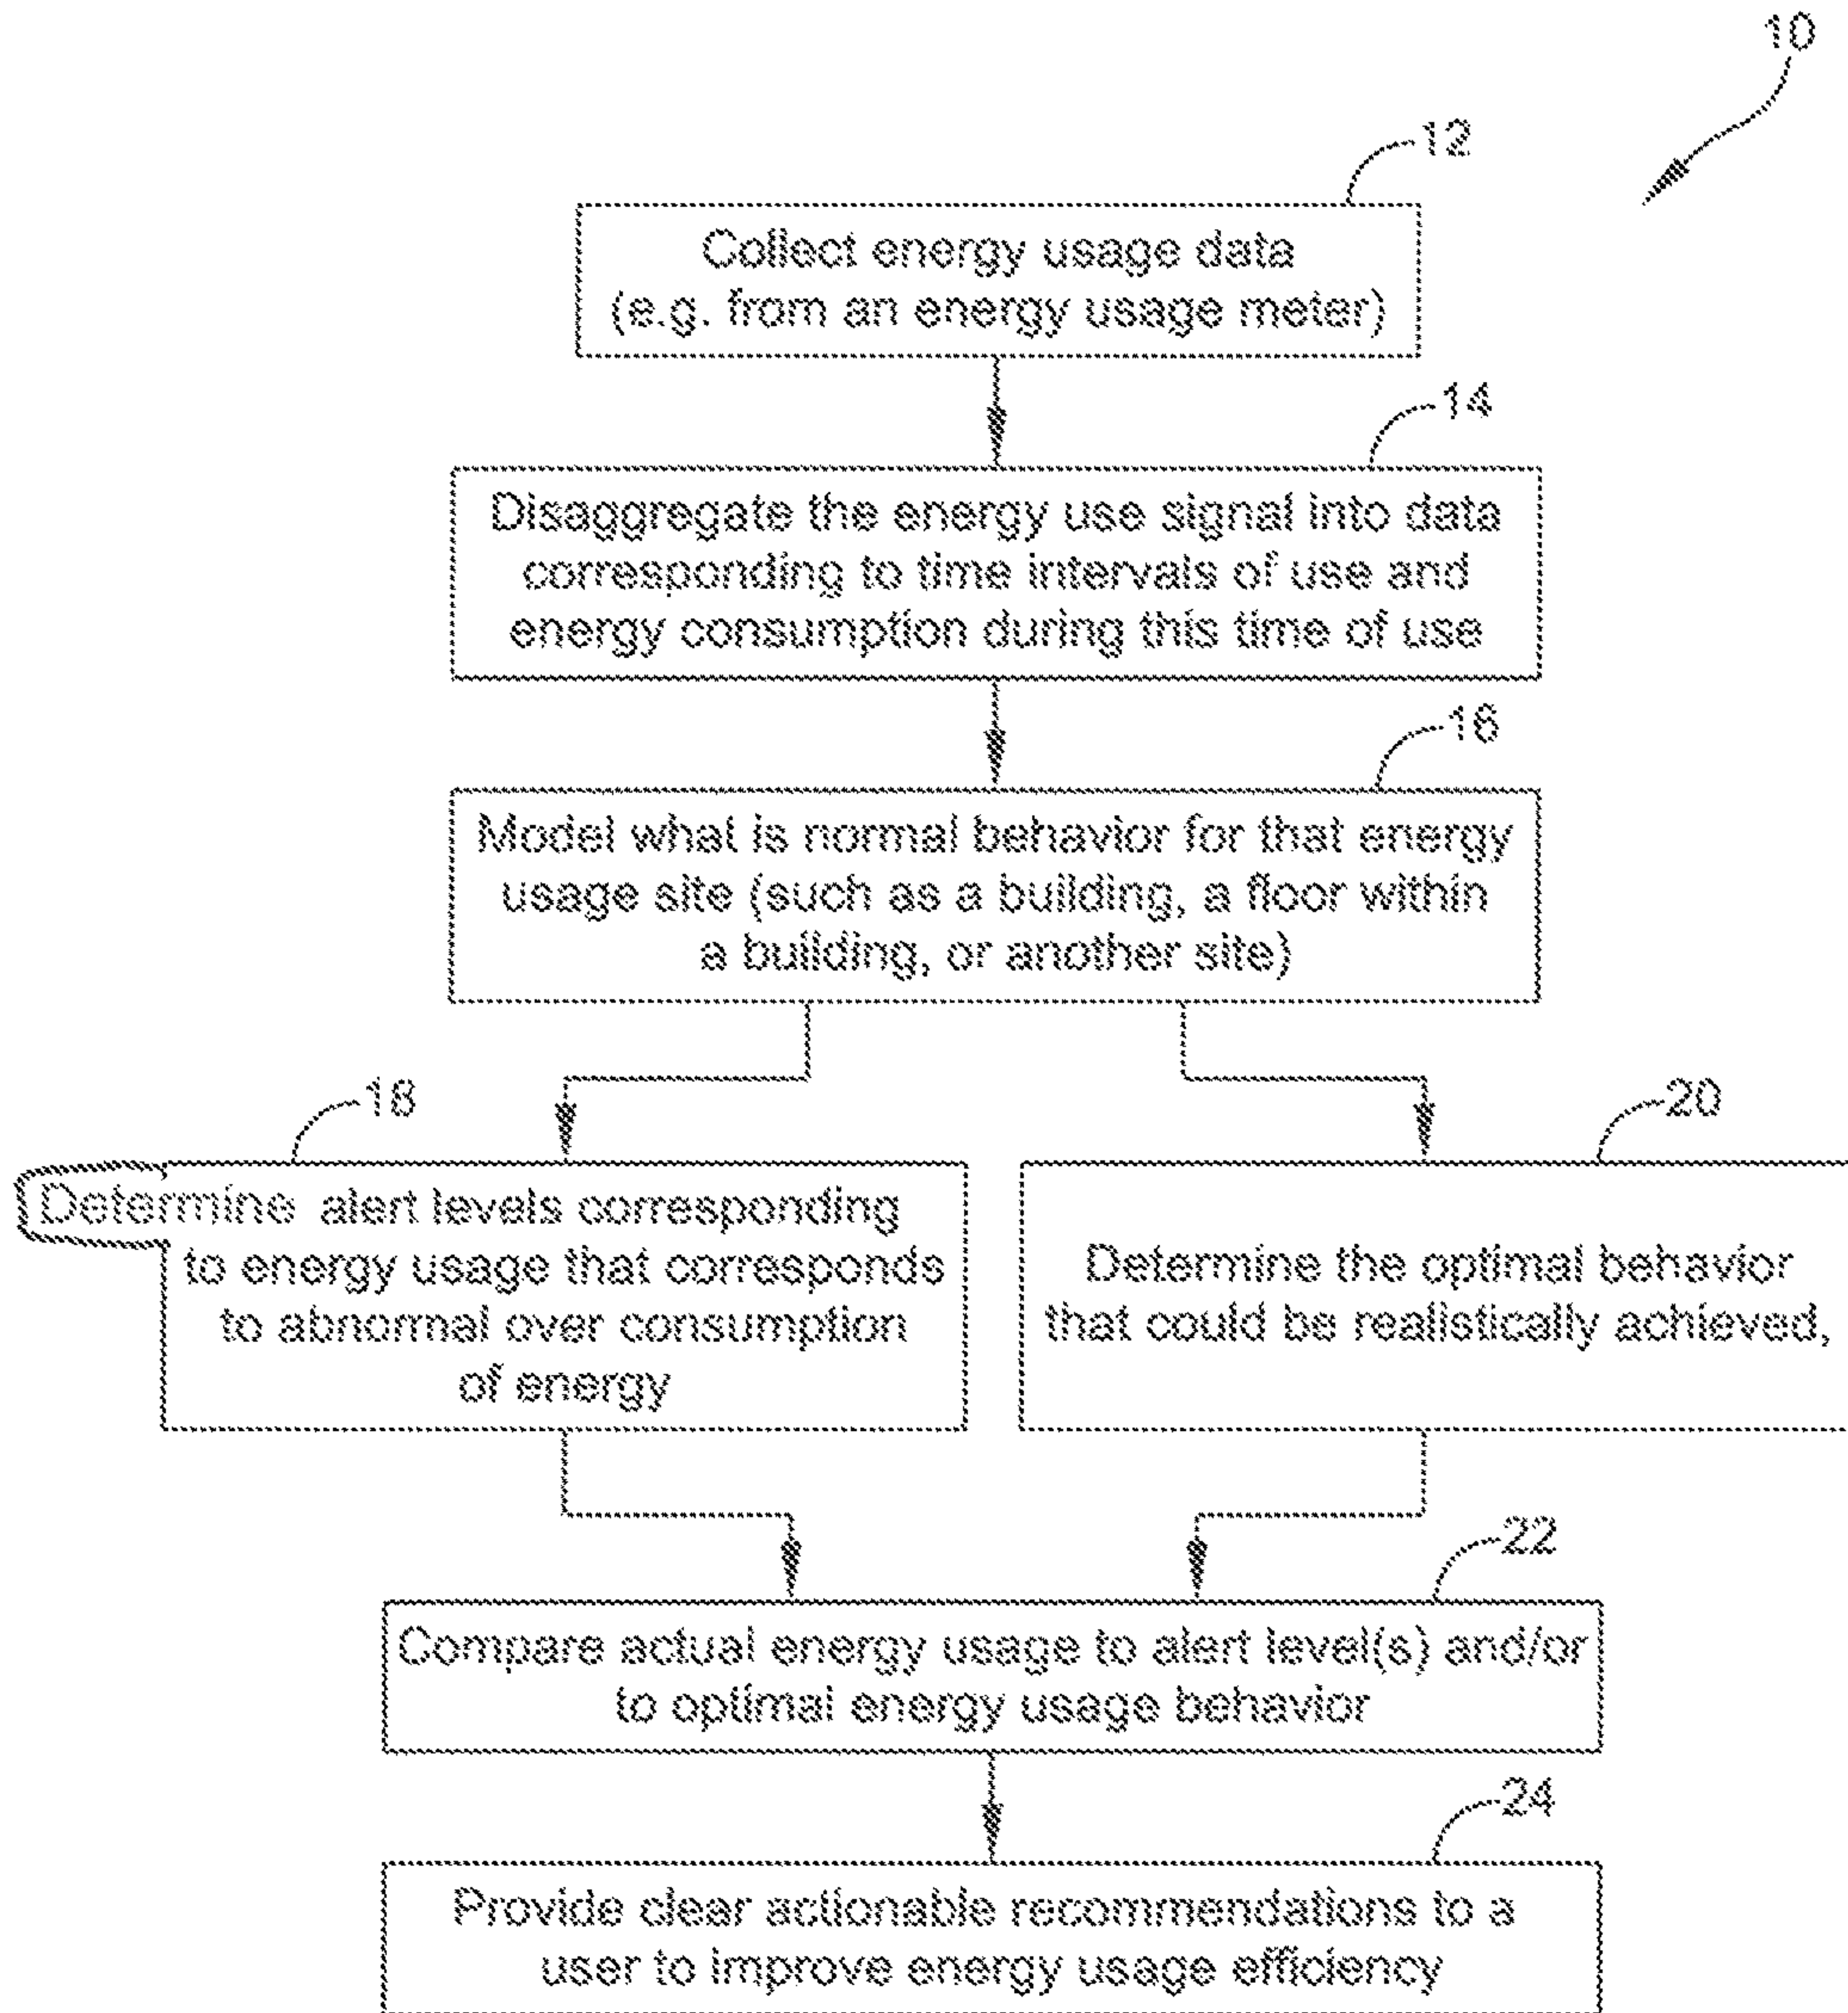 10
12
Collect energy usage data
(e.g. from an energy usage meter)
14
Disaggregate the energy use signal into data
corresponding to time intervals of use and
energy consumption during this time of use
16
Model what is normal behavior for that energy
usage site (such as a building, a floor within
a building, or another site)
18
Determine alert levels corresponding
to energy usage that corresponds
to abnormal over consumption
of energy
20
Determine the optimal behavior
that could be realistically achieved,
22
Compare actual energy usage to alert level(s) and/or
to optimal energy usage behavior
24
Provide clear actionable recommendations to a
user to improve energy usage efficiency